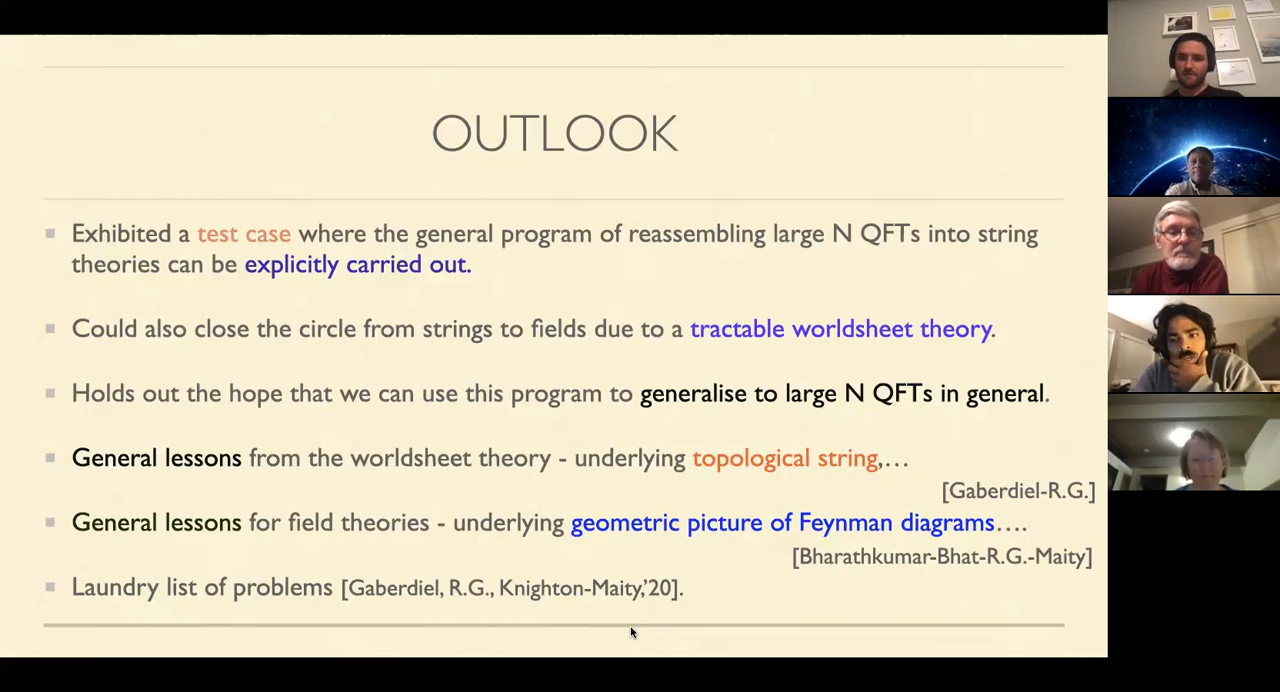 OUTLOOK
Exhibited a test case where the general program of reassembling large N QFTs into string
theories can be explicitly carried out.
Could also close the circle from strings to fields due to a tractable worldsheet theory.
Holds out the hope that we can use this program to generalise to large N QFTs in general.
General lessons from the worldsheet theory - underlying topological string,…
[Gaberdiel-R.G.]
General lessons for field theories - underlying geometric picture of Feynman diagrams….
[Bharathkumar-Bhat-R.G.-Maity]
Laundry list of problems [Gaberdiel, R.G., Knighton-Maity,’20].